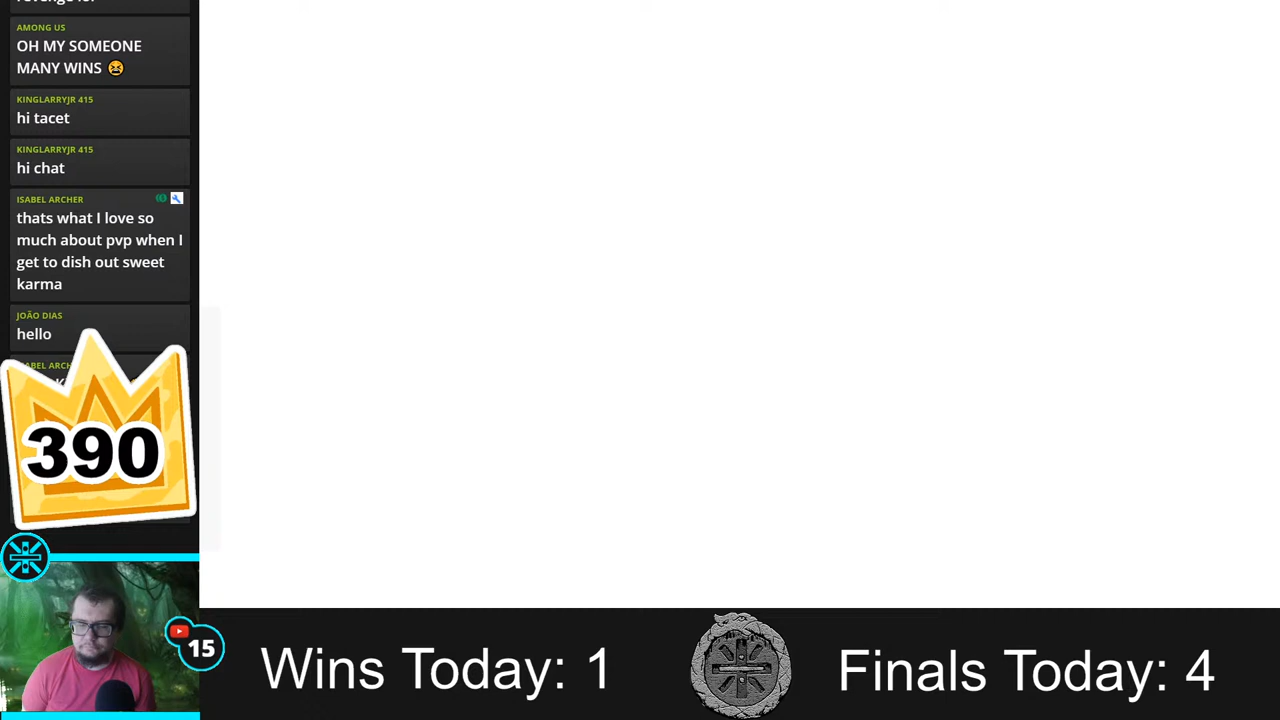 AMONG US
OH MY SOMEONE
MANY WINS 😫
KINGLARRYJR 415
hi tacet
KINGLARRYJR 415
hi chat
ISABEL ARCHER
thats what I love so
much about pvp when I
get to dish out sweet
karma
JOÃO DIAS
hello
390
15
Wins Today: 1
Finals Today: 4